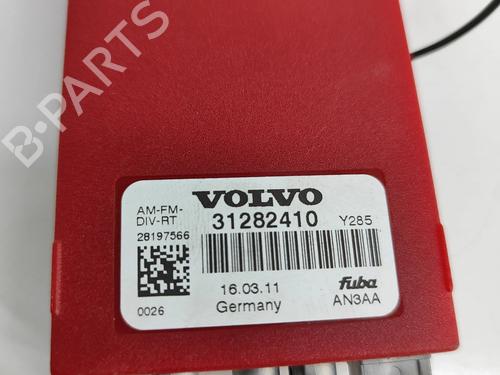 B-PARTS
VOLVO
AM-FM-
DIV-RT
31282410 Y285
28197566
16.03.11
Germany
fuba
0026
AN3AA